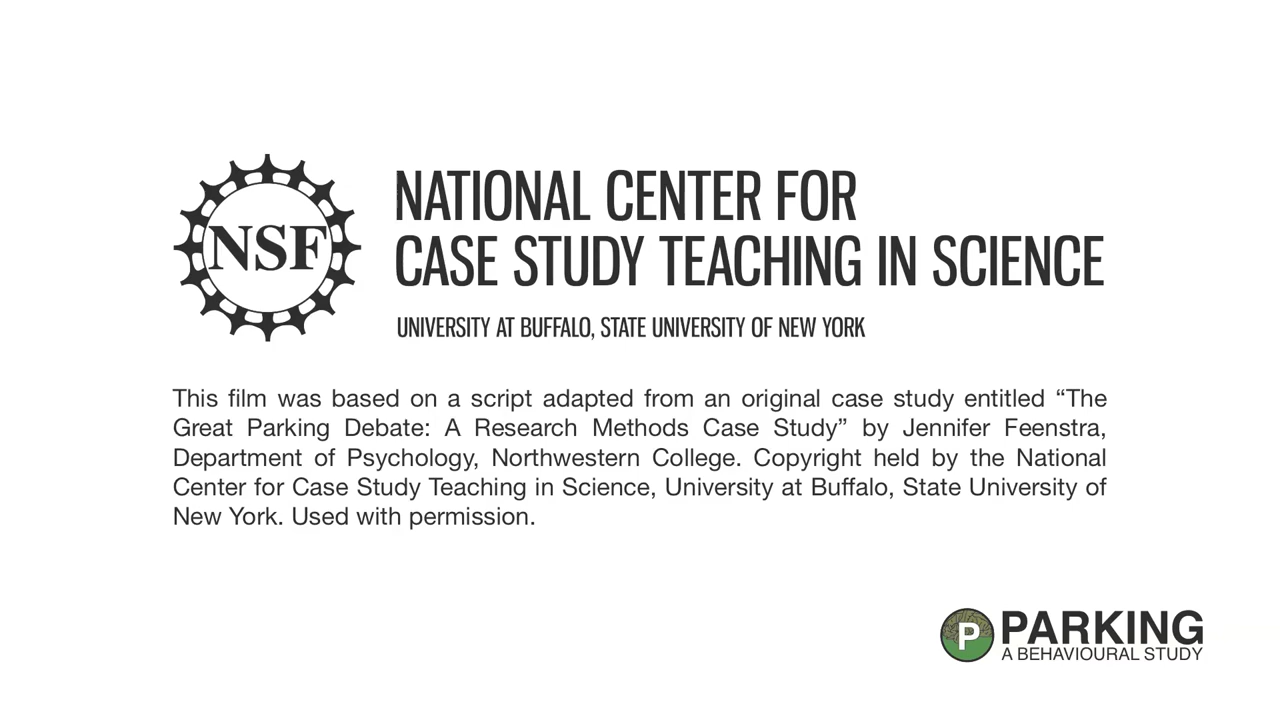 NSF
NATIONAL CENTER FOR
CASE STUDY TEACHING IN SCIENCE
UNIVERSITY AT BUFFALO, STATE UNIVERSITY OF NEW YORK
This film was based on a script adapted from an original case study entitled “The
Great Parking Debate: A Research Methods Case Study” by Jennifer Feenstra,
Department of Psychology, Northwestern College. Copyright held by the National
Center for Case Study Teaching in Science, University at Buffalo, State University of
New York. Used with permission.
P
PARKING
A BEHAVIOURAL STUDY